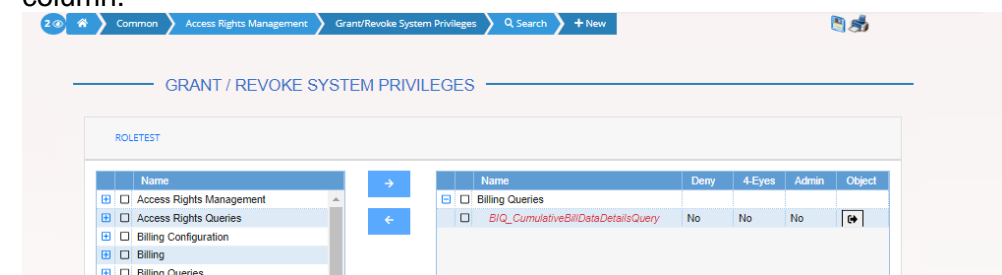 column.
2 Common Access Rights Management Grant/Revoke System Privileges Search + New
GRANT / REVOKE SYSTEM PRIVILEGES
ROLETEST
Name
Access Rights Management
Access Rights Queries
Billing Configuration
Billing
Billing Queries
Name Deny 4-Eyes Admin Object
Billing Queries
BIQ_CumulativeBillDataDetailsQuery No No No